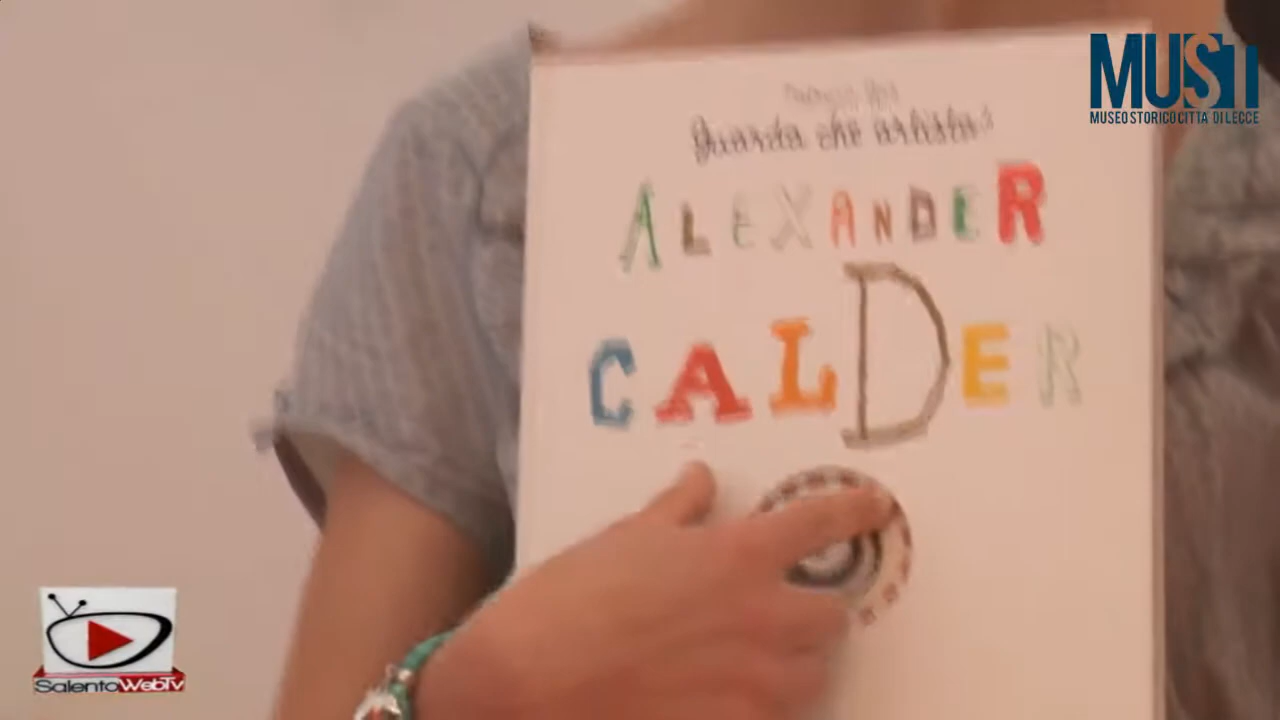 Guarda che artista!
ALEXANDER
CALDER
MUST
MUSEO STORICO CITTÀ DI LECCE
SalentoWebTv